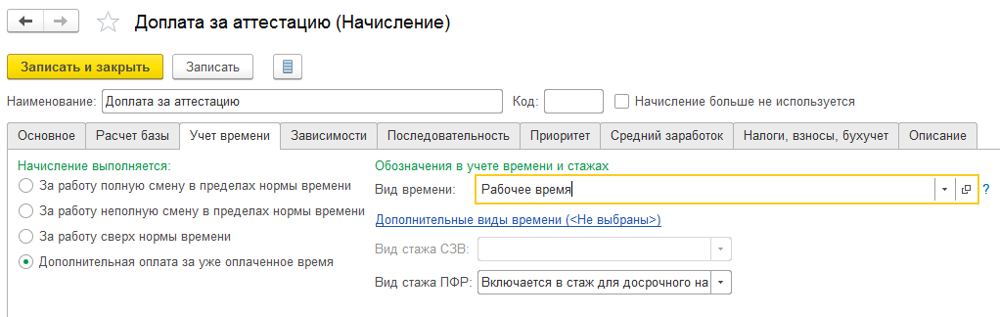 Доплата за аттестацию (Начисление)
Записать и закрыть Записать
Наименование: Доплата за аттестацию Код: Начисление больше не используется
Основное Расчет базы Учет времени Зависимости Последовательность Приоритет Средний заработок Налоги, взносы, бухучет Описание
Начисление выполняется: Обозначения в учете времени и стажах
За работу полную смену в пределах нормы времени Вид времени: Рабочее время ?
За работу неполную смену в пределах нормы времени Дополнительные виды времени (<Не выбраны>)
За работу сверх нормы времени Вид стажа СЗВ:
Дополнительная оплата за уже оплаченное время Вид стажа ПФР: Включается в стаж для досрочного на